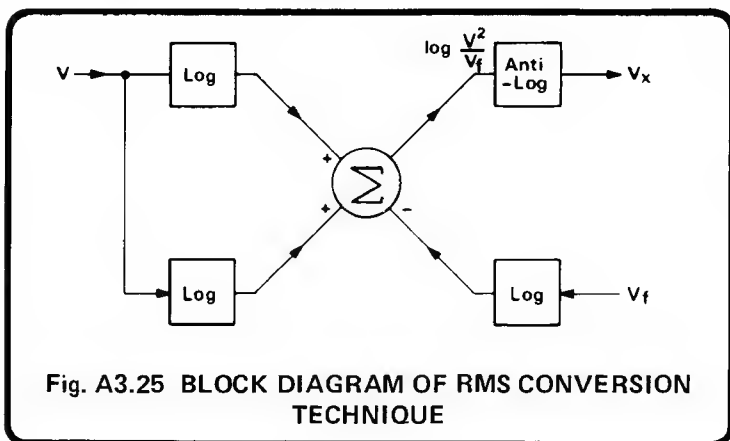 V
Log
log V²/Vf
Anti
-Log
Vx
+
Σ
+
-
Log
Log
Vf
Fig. A3.25 BLOCK DIAGRAM OF RMS CONVERSION
TECHNIQUE